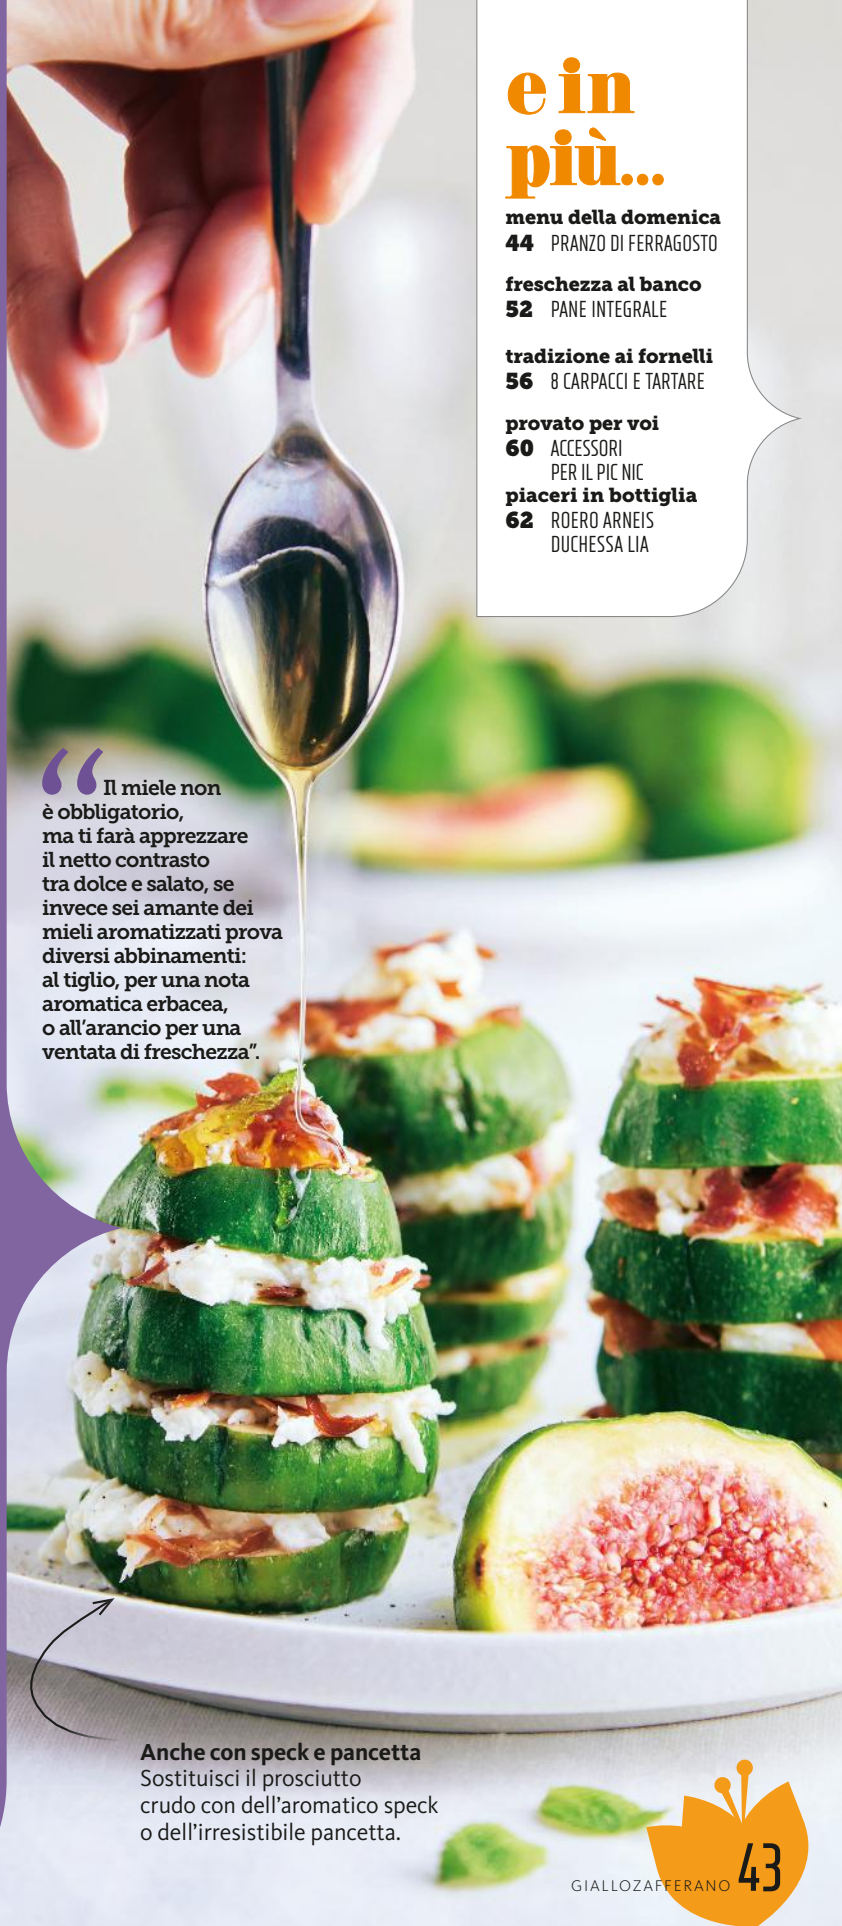 e in
più...
menu della domenica
44 PRANZO DI FERRAGOSTO
freschezza al banco
52 PANE INTEGRALE
tradizione ai fornelli
56 8 CARPACCI E TARTARE
provato per voi
60 ACCESSORI
PER IL PIC NIC
piaceri in bottiglia
62 ROERO ARNEIS
DUCHESSA LIA
“Il miele non
è obbligatorio,
ma ti farà apprezzare
il netto contrasto
tra dolce e salato, se
invece sei amante dei
mieli aromatizzati prova
diversi abbinamenti:
al tiglio, per una nota
aromatica erbacea,
o all’arancio per una
ventata di freschezza”.
Anche con speck e pancetta
Sostituisci il prosciutto
crudo con dell’aromatico speck
o dell’irresistibile pancetta.
GIALLOZAFFERANO 43